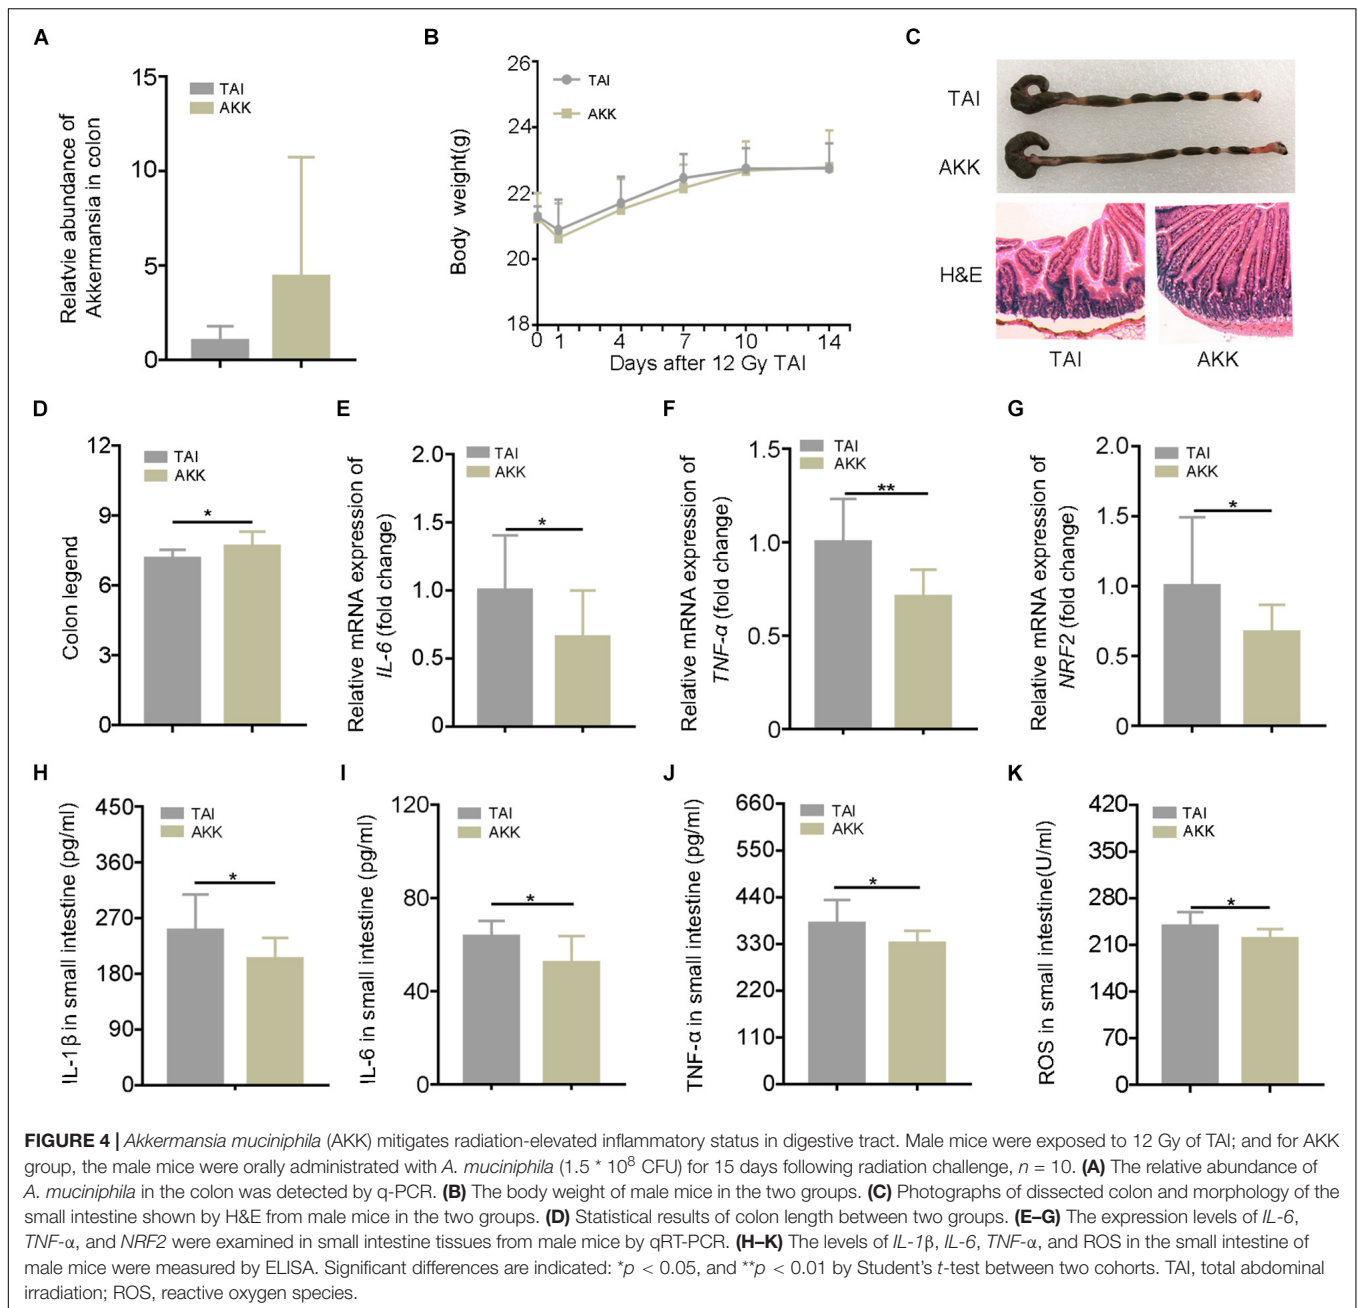 A
Relatvie abundance of
Akkermansia in colon
15
10
5
0
TAI
AKK
B
Body weight(g)
26
24
22
20
18
TAI
AKK
0 1 4 7 10 14
Days after 12 Gy TAI
C
TAI
AKK
H&E
TAI AKK
D
Colon legend
12
9
6
3
0
TAI
AKK
*
E
Relative mRNA expression of
IL-6 (fold change)
2.0
1.5
1.0
0.5
0
TAI
AKK
*
F
Relative mRNA expression of
TNF-α (fold change)
1.5
1.0
0.5
0
TAI
AKK
**
G
Relative mRNA expression of
NRF2 (fold change)
2.0
1.5
1.0
0.5
0
TAI
AKK
*
H
IL-1β in small intestine (pg/ml)
450
360
270
180
90
0
TAI
AKK
*
I
IL-6 in small intestine (pg/ml)
120
80
40
0
TAI
AKK
*
J
TNF-α in small intestine (pg/ml)
660
550
440
330
220
110
0
TAI
AKK
*
K
ROS in small intestine(U/ml)
420
350
280
210
140
70
0
TAI
AKK
*
FIGURE 4 | Akkermansia muciniphila (AKK) mitigates radiation-elevated inflammatory status in digestive tract. Male mice were exposed to 12 Gy of TAI; and for AKK
group, the male mice were orally administrated with A. muciniphila (1.5 * 10⁸ CFU) for 15 days following radiation challenge, n = 10. (A) The relative abundance of
A. muciniphila in the colon was detected by q-PCR. (B) The body weight of male mice in the two groups. (C) Photographs of dissected colon and morphology of the
small intestine shown by H&E from male mice in the two groups. (D) Statistical results of colon length between two groups. (E–G) The expression levels of IL-6,
TNF-α, and NRF2 were examined in small intestine tissues from male mice by qRT-PCR. (H–K) The levels of IL-1β, IL-6, TNF-α, and ROS in the small intestine of
male mice were measured by ELISA. Significant differences are indicated: *p < 0.05, and **p < 0.01 by Student's t-test between two cohorts. TAI, total abdominal
irradiation; ROS, reactive oxygen species.